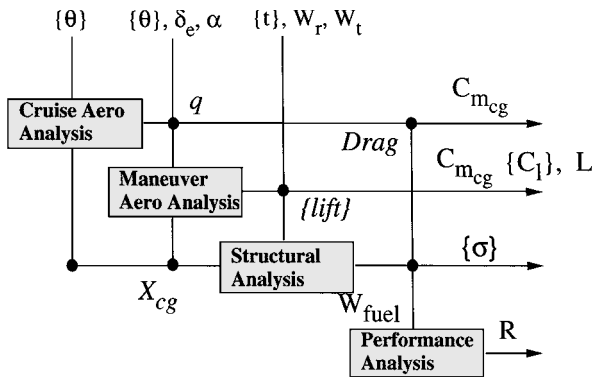 {θ} {θ}, δe, α {t}, Wr, Wt
Cruise Aero
Analysis
q
Cmcg
Drag
Maneuver
Aero Analysis
Cmcg {Cl}, L
{lift}
Structural
Analysis
{σ}
Xcg
Wfuel
Performance
Analysis
R